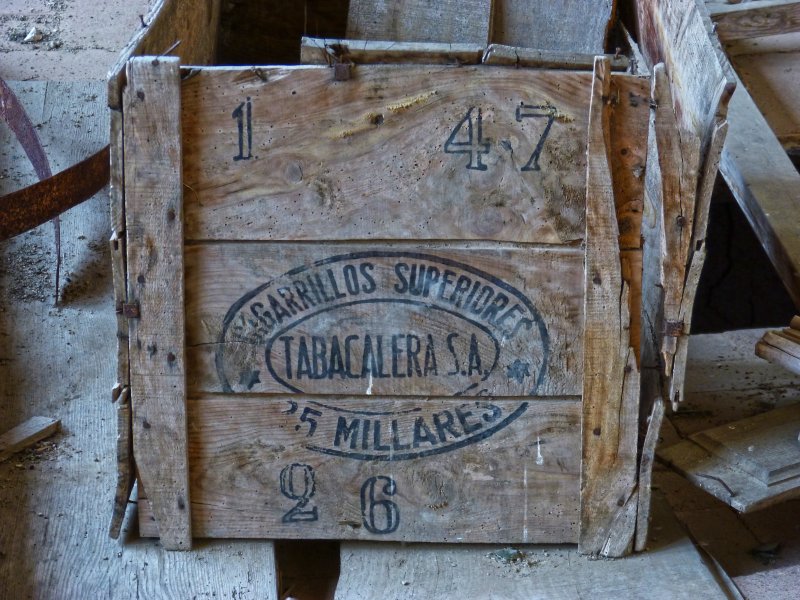 1 47
CIGARRILLOS SUPERIORES
TABACALERA S.A.
25 MILLARES
26